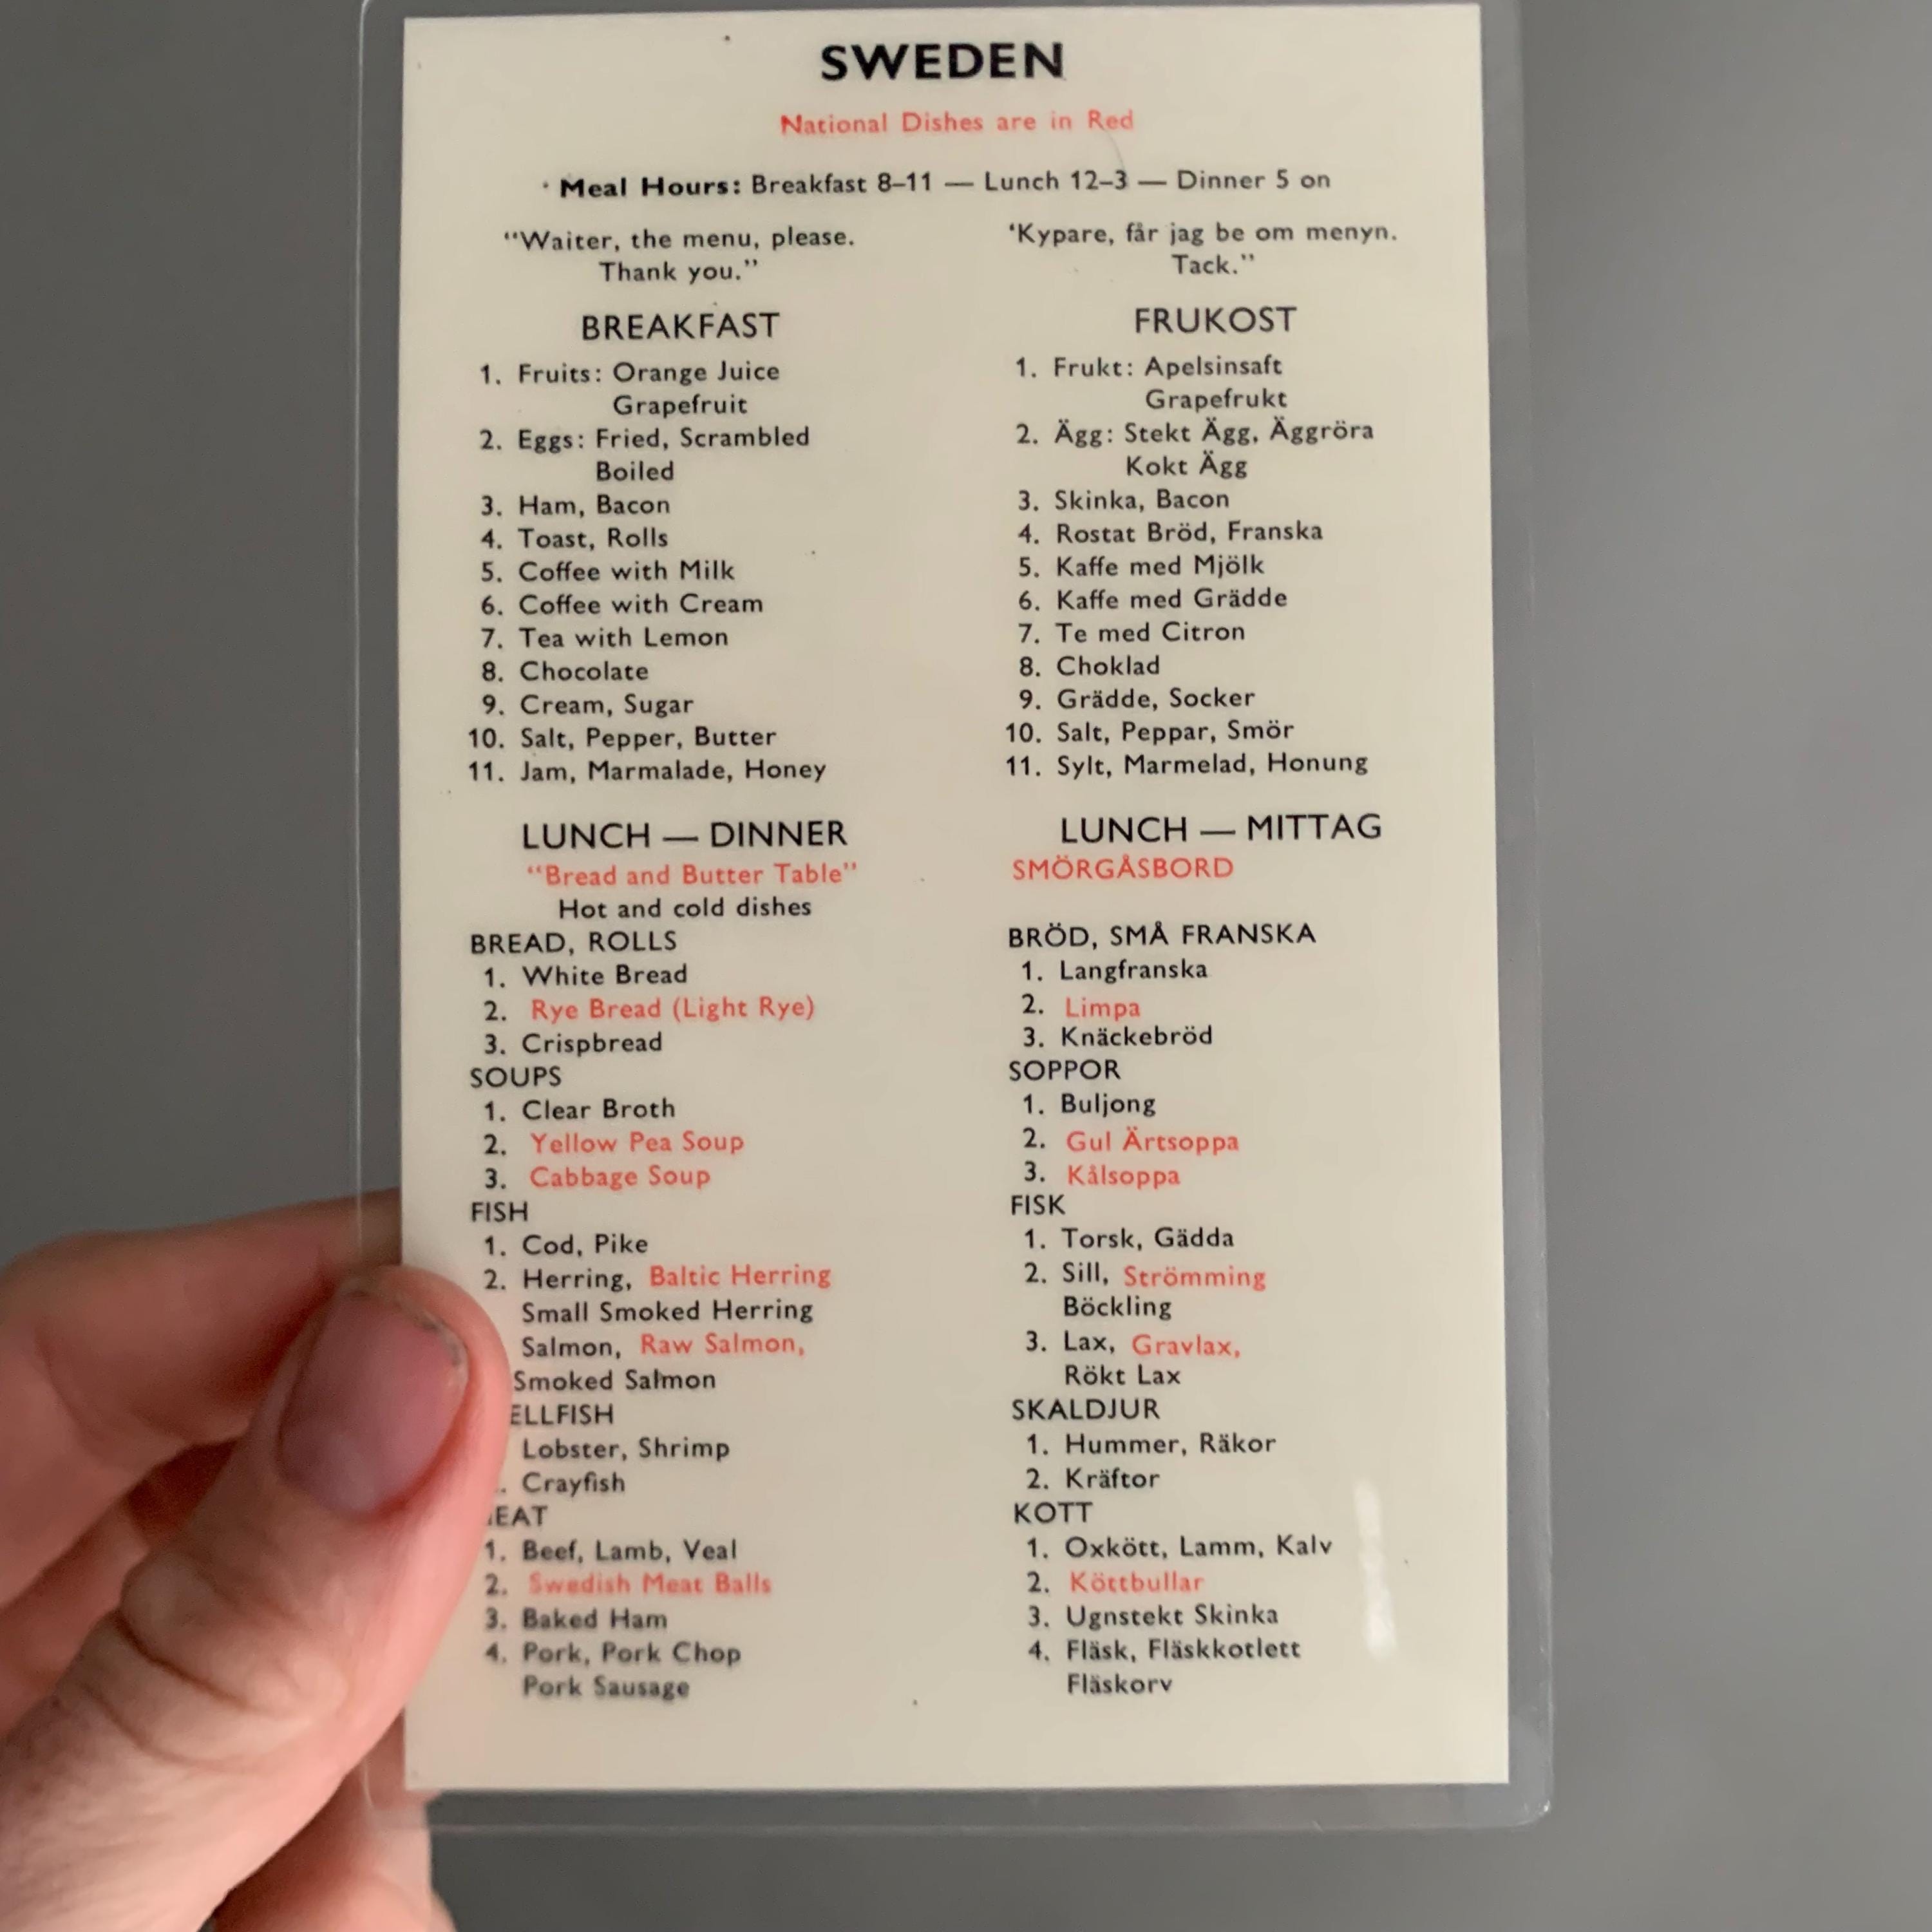 SWEDEN
National Dishes are in Red
Meal Hours: Breakfast 8–11 — Lunch 12–3 — Dinner 5 on
“Waiter, the menu, please.
Thank you.”
‘Kypare, får jag be om menyn.
Tack.”
BREAKFAST
1. Fruits: Orange Juice
Grapefruit
2. Eggs: Fried, Scrambled
Boiled
3. Ham, Bacon
4. Toast, Rolls
5. Coffee with Milk
6. Coffee with Cream
7. Tea with Lemon
8. Chocolate
9. Cream, Sugar
10. Salt, Pepper, Butter
11. Jam, Marmalade, Honey
FRUKOST
1. Frukt: Apelsinsaft
Grapefrukt
2. Ägg: Stekt Ägg, Äggröra
Kokt Ägg
3. Skinka, Bacon
4. Rostat Bröd, Franska
5. Kaffe med Mjölk
6. Kaffe med Grädde
7. Te med Citron
8. Choklad
9. Grädde, Socker
10. Salt, Peppar, Smör
11. Sylt, Marmelad, Honung
LUNCH — DINNER
“Bread and Butter Table”
Hot and cold dishes
BREAD, ROLLS
1. White Bread
2. Rye Bread (Light Rye)
3. Crispbread
SOUPS
1. Clear Broth
2. Yellow Pea Soup
3. Cabbage Soup
FISH
1. Cod, Pike
2. Herring, Baltic Herring
Small Smoked Herring
Salmon, Raw Salmon,
Smoked Salmon
ELLFISH
Lobster, Shrimp
. Crayfish
EAT
1. Beef, Lamb, Veal
2. Swedish Meat Balls
3. Baked Ham
4. Pork, Pork Chop
Pork Sausage
LUNCH — MITTAG
SMÖRGÅSBORD
BRÖD, SMÅ FRANSKA
1. Langfranska
2. Limpa
3. Knäckebröd
SOPPOR
1. Buljong
2. Gul Ärtsoppa
3. Kålsoppa
FISK
1. Torsk, Gädda
2. Sill, Strömming
Böckling
3. Lax, Gravlax,
Rökt Lax
SKALDJUR
1. Hummer, Räkor
2. Kräftor
KOTT
1. Oxkött, Lamm, Kalv
2. Köttbullar
3. Ugnstekt Skinka
4. Fläsk, Fläskkotlett
Fläskorv